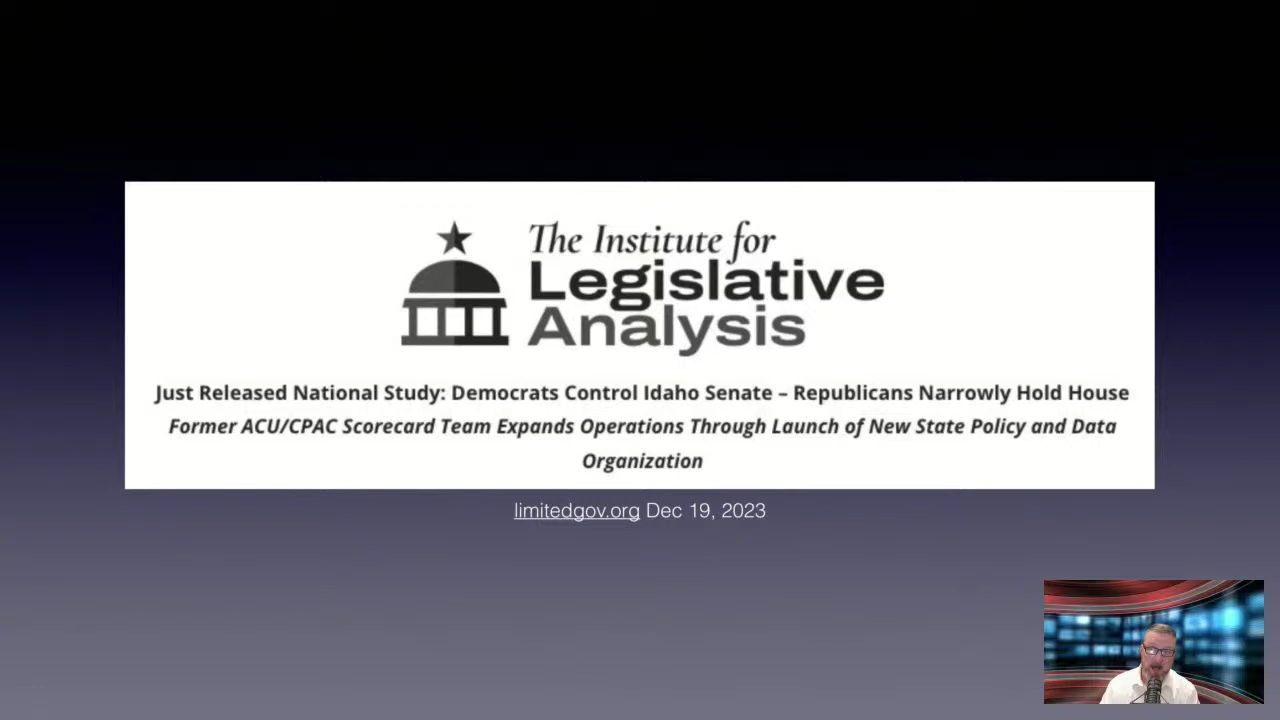 The Institute for
Legislative
Analysis
Just Released National Study: Democrats Control Idaho Senate – Republicans Narrowly Hold House
Former ACU/CPAC Scorecard Team Expands Operations Through Launch of New State Policy and Data
Organization
limitedgov.org Dec 19, 2023